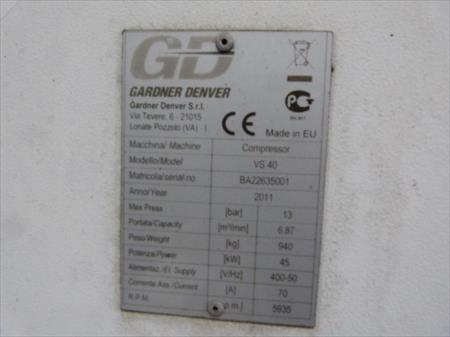 GD
GARDNER DENVER
Gardner Denver S.r.l.
Via Tevere, 6 - 21015
Lonate Pozzolo (VA) - I
CE
Made in EU
Macchina/ Machine Compressor
Modello/Model VS 40
Matricola/serial no. BA22635001
Anno/Year 2011
Max Press [bar] 13
Portata/Capacity [m³/min] 6.87
Peso/Weight [kg] 940
Potenza/Power [kW] 45
Alimentaz. /El. Supply [V/Hz] 400-50
Corrente Ass. /Current [A] 70
R.P.M. p.m.] 5935